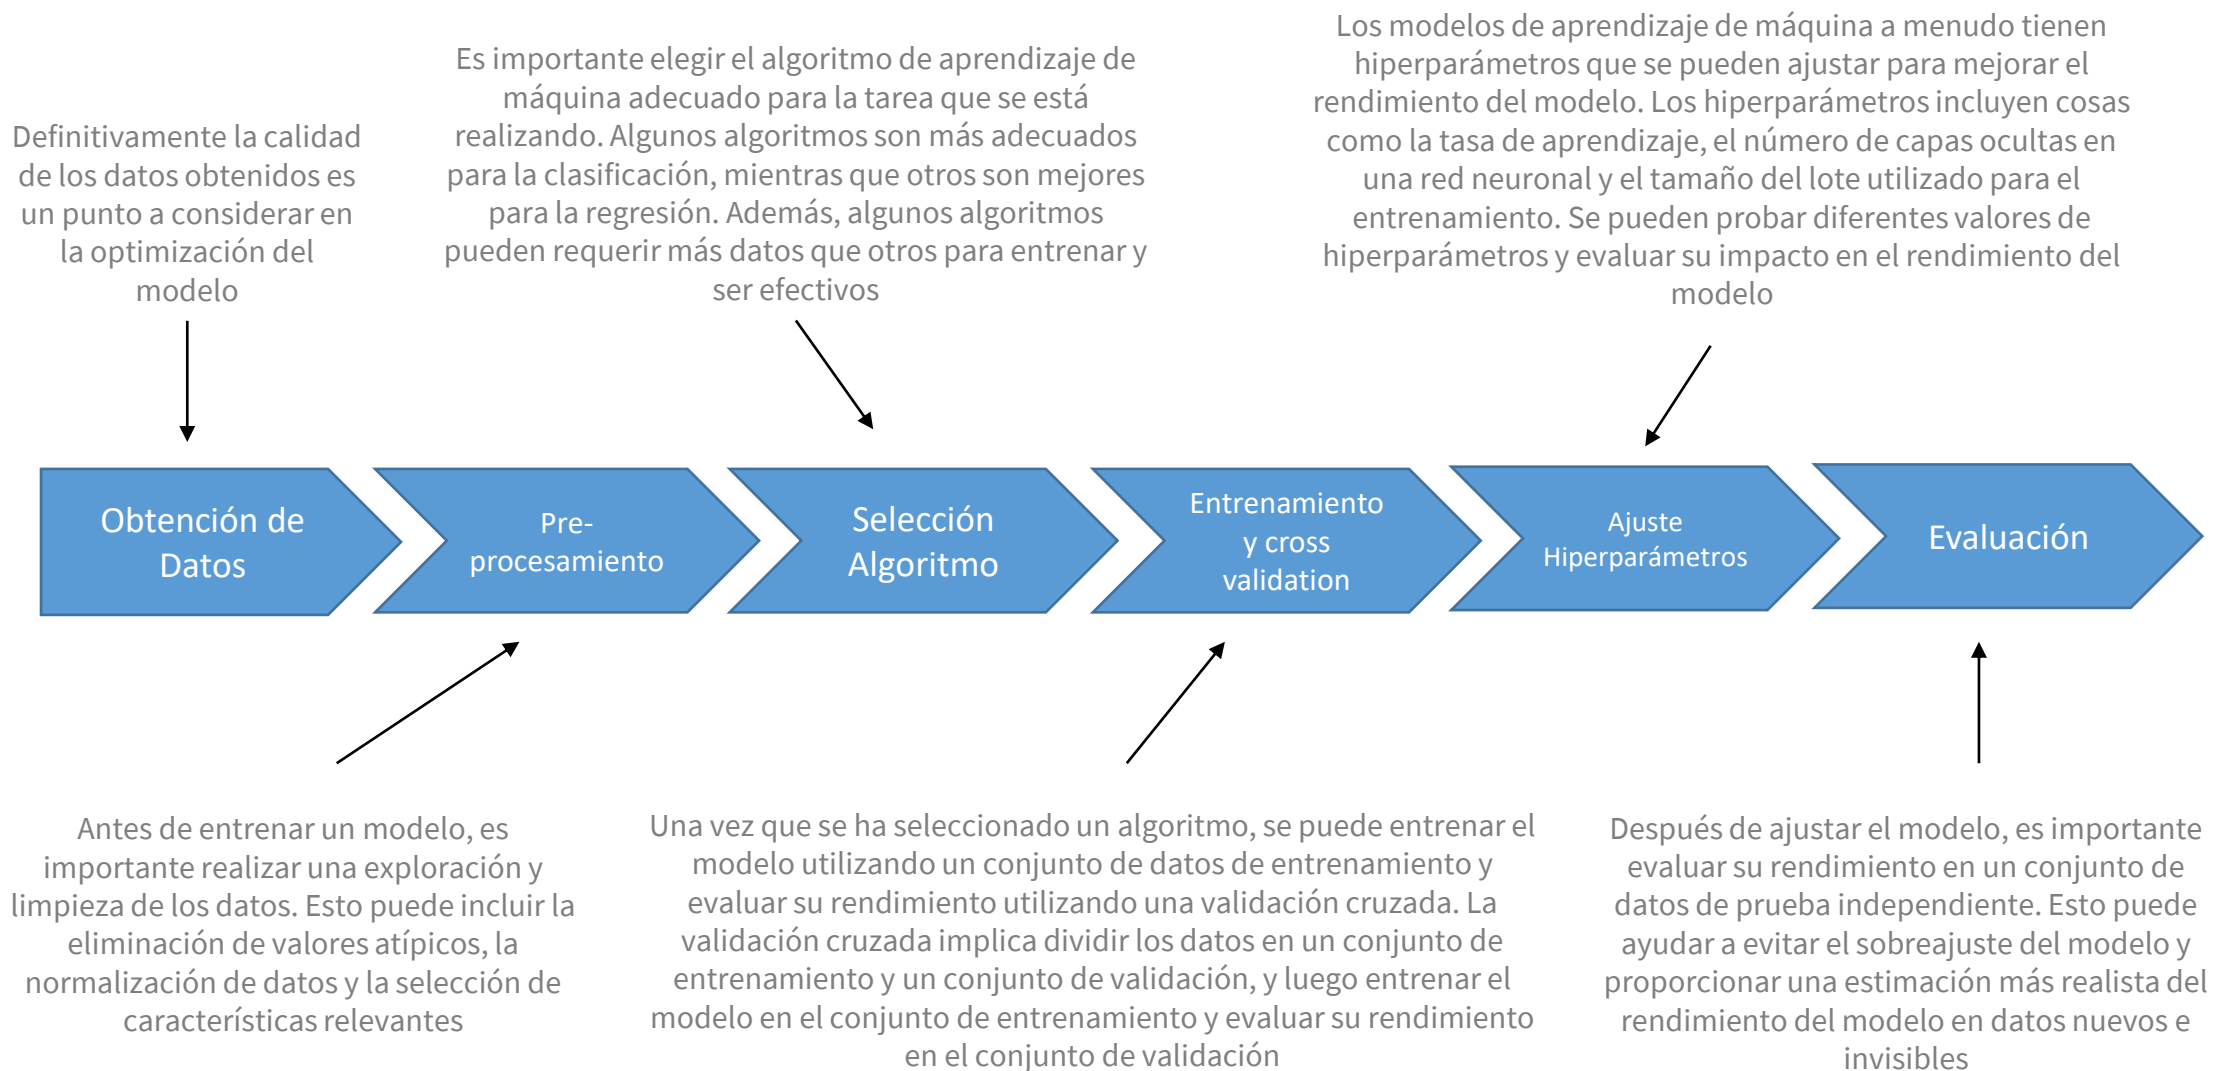 Definitivamente la calidad
de los datos obtenidos es
un punto a considerar en
la optimización del
modelo
Es importante elegir el algoritmo de aprendizaje de
máquina adecuado para la tarea que se está
realizando. Algunos algoritmos son más adecuados
para la clasificación, mientras que otros son mejores
para la regresión. Además, algunos algoritmos
pueden requerir más datos que otros para entrenar y
ser efectivos
Los modelos de aprendizaje de máquina a menudo tienen
hiperparámetros que se pueden ajustar para mejorar el
rendimiento del modelo. Los hiperparámetros incluyen cosas
como la tasa de aprendizaje, el número de capas ocultas en
una red neuronal y el tamaño del lote utilizado para el
entrenamiento. Se pueden probar diferentes valores de
hiperparámetros y evaluar su impacto en el rendimiento del
modelo
Obtención de
Datos
Pre-
procesamiento
Selección
Algoritmo
Entrenamiento
y cross
validation
Ajuste
Hiperparámetros
Evaluación
Antes de entrenar un modelo, es
importante realizar una exploración y
limpieza de los datos. Esto puede incluir la
eliminación de valores atípicos, la
normalización de datos y la selección de
características relevantes
Una vez que se ha seleccionado un algoritmo, se puede entrenar el
modelo utilizando un conjunto de datos de entrenamiento y
evaluar su rendimiento utilizando una validación cruzada. La
validación cruzada implica dividir los datos en un conjunto de
entrenamiento y un conjunto de validación, y luego entrenar el
modelo en el conjunto de entrenamiento y evaluar su rendimiento
en el conjunto de validación
Después de ajustar el modelo, es importante
evaluar su rendimiento en un conjunto de
datos de prueba independiente. Esto puede
ayudar a evitar el sobreajuste del modelo y
proporcionar una estimación más realista del
rendimiento del modelo en datos nuevos e
invisibles